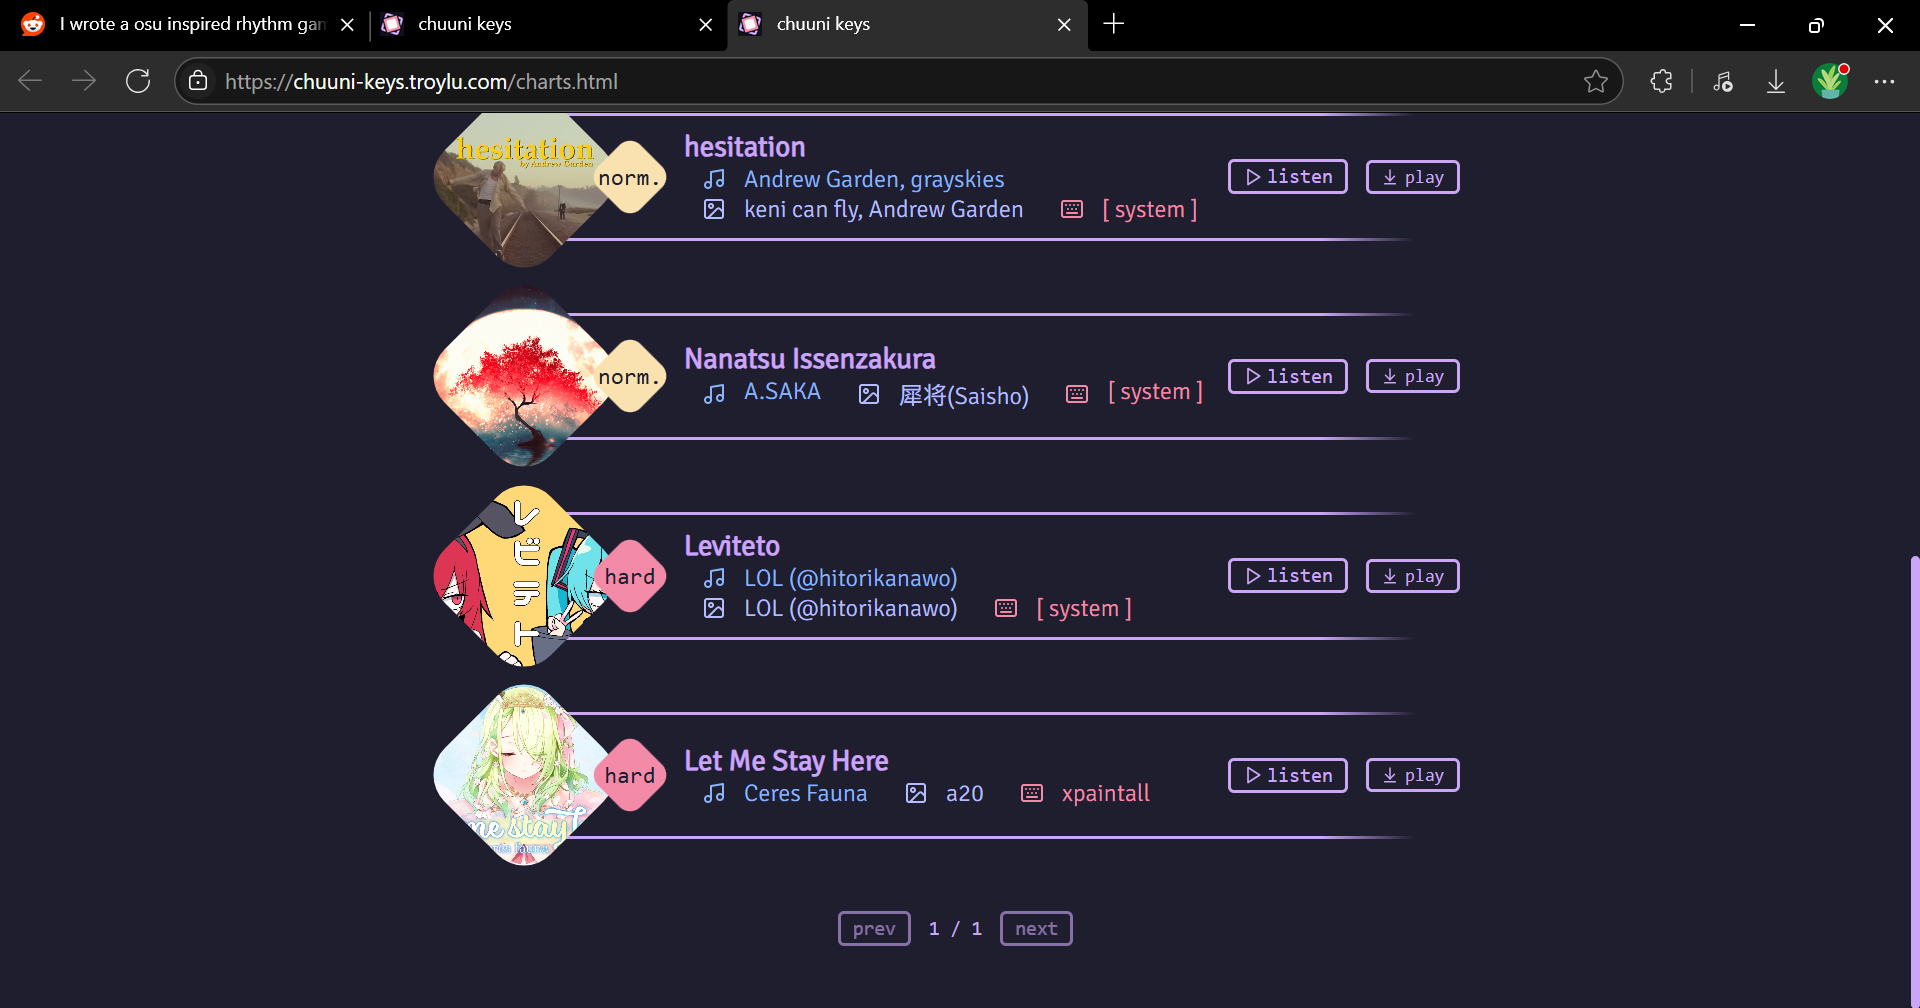 I wrote a osu inspired rhythm gam
chuuni keys
chuuni keys
https://chuuni-keys.troylu.com/charts.html
hesitation
by Andrew Garden
norm.
hesitation
Andrew Garden, grayskies
keni can fly, Andrew Garden [ system ]
listen
play
norm.
Nanatsu Issenzakura
A.SAKA 犀将(Saisho) [ system ]
listen
play
レビテト
hard
Leviteto
LOL (@hitorikanawo)
LOL (@hitorikanawo) [ system ]
listen
play
me stay
hard
Let Me Stay Here
Ceres Fauna a20 xpaintall
listen
play
prev 1 / 1 next